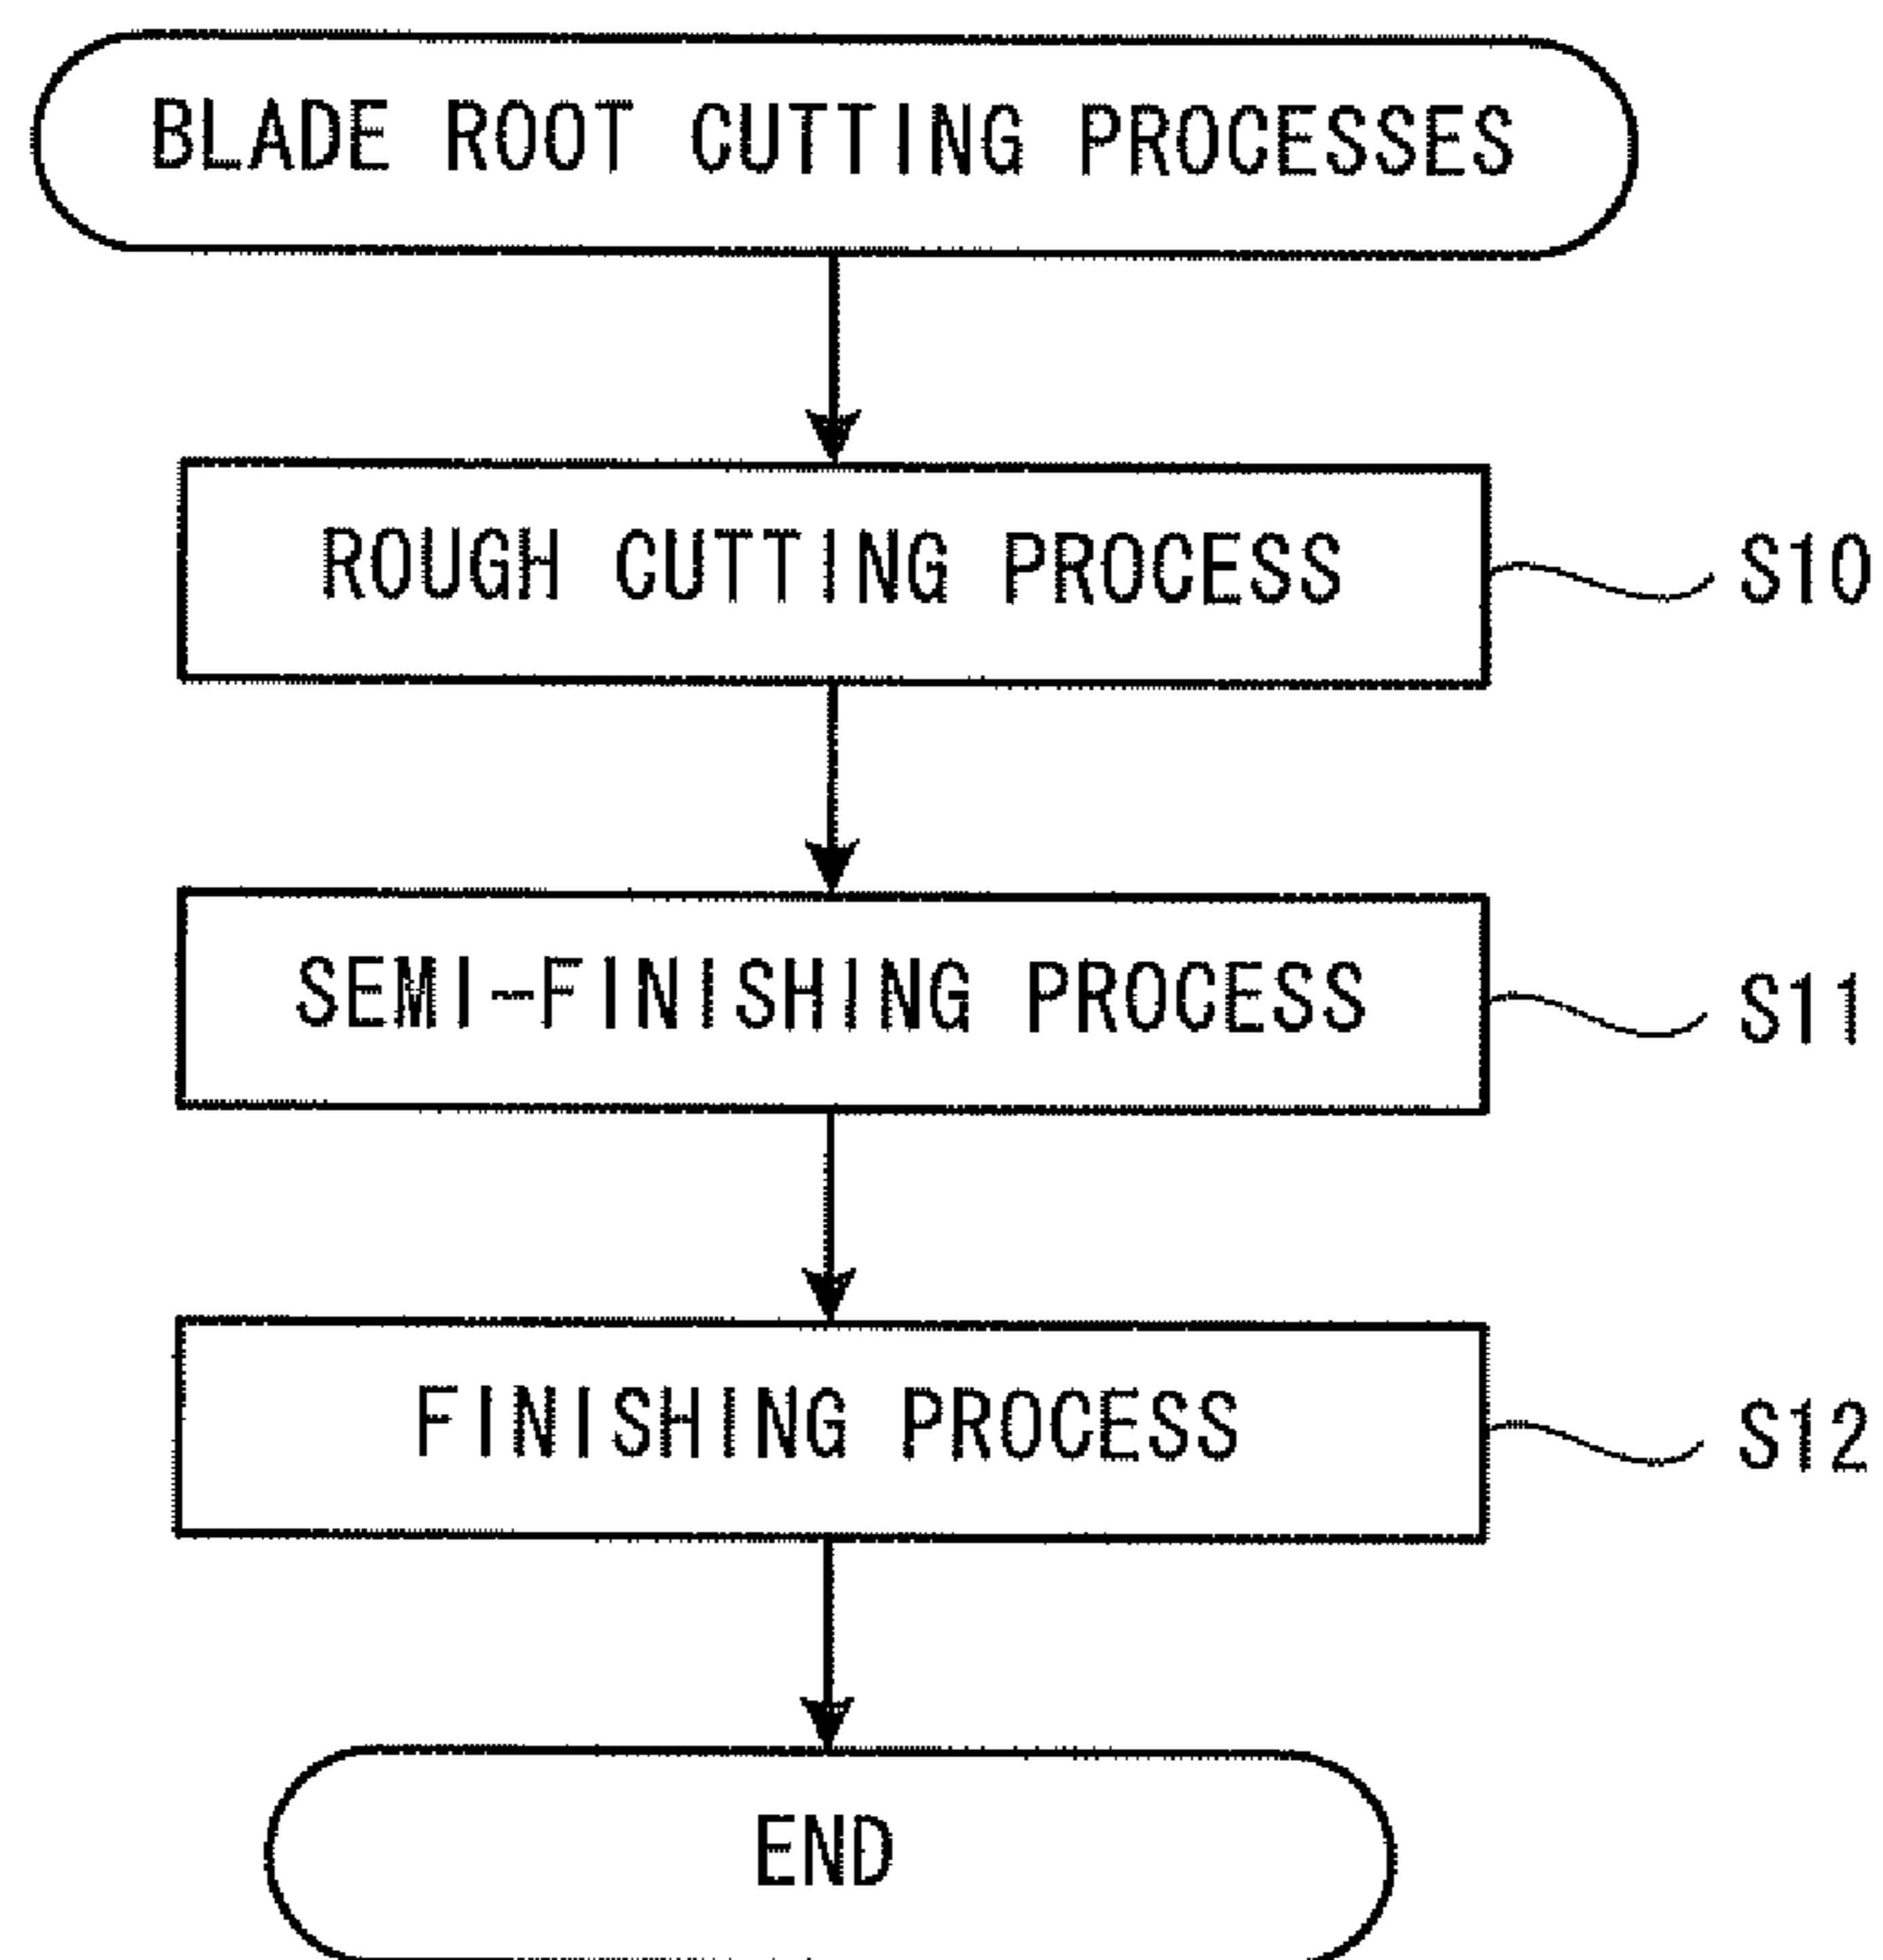 BLADE ROOT CUTTING PROCESSES
ROUGH CUTTING PROCESS
S10
SEMI-FINISHING PROCESS
S11
FINISHING PROCESS
S12
END